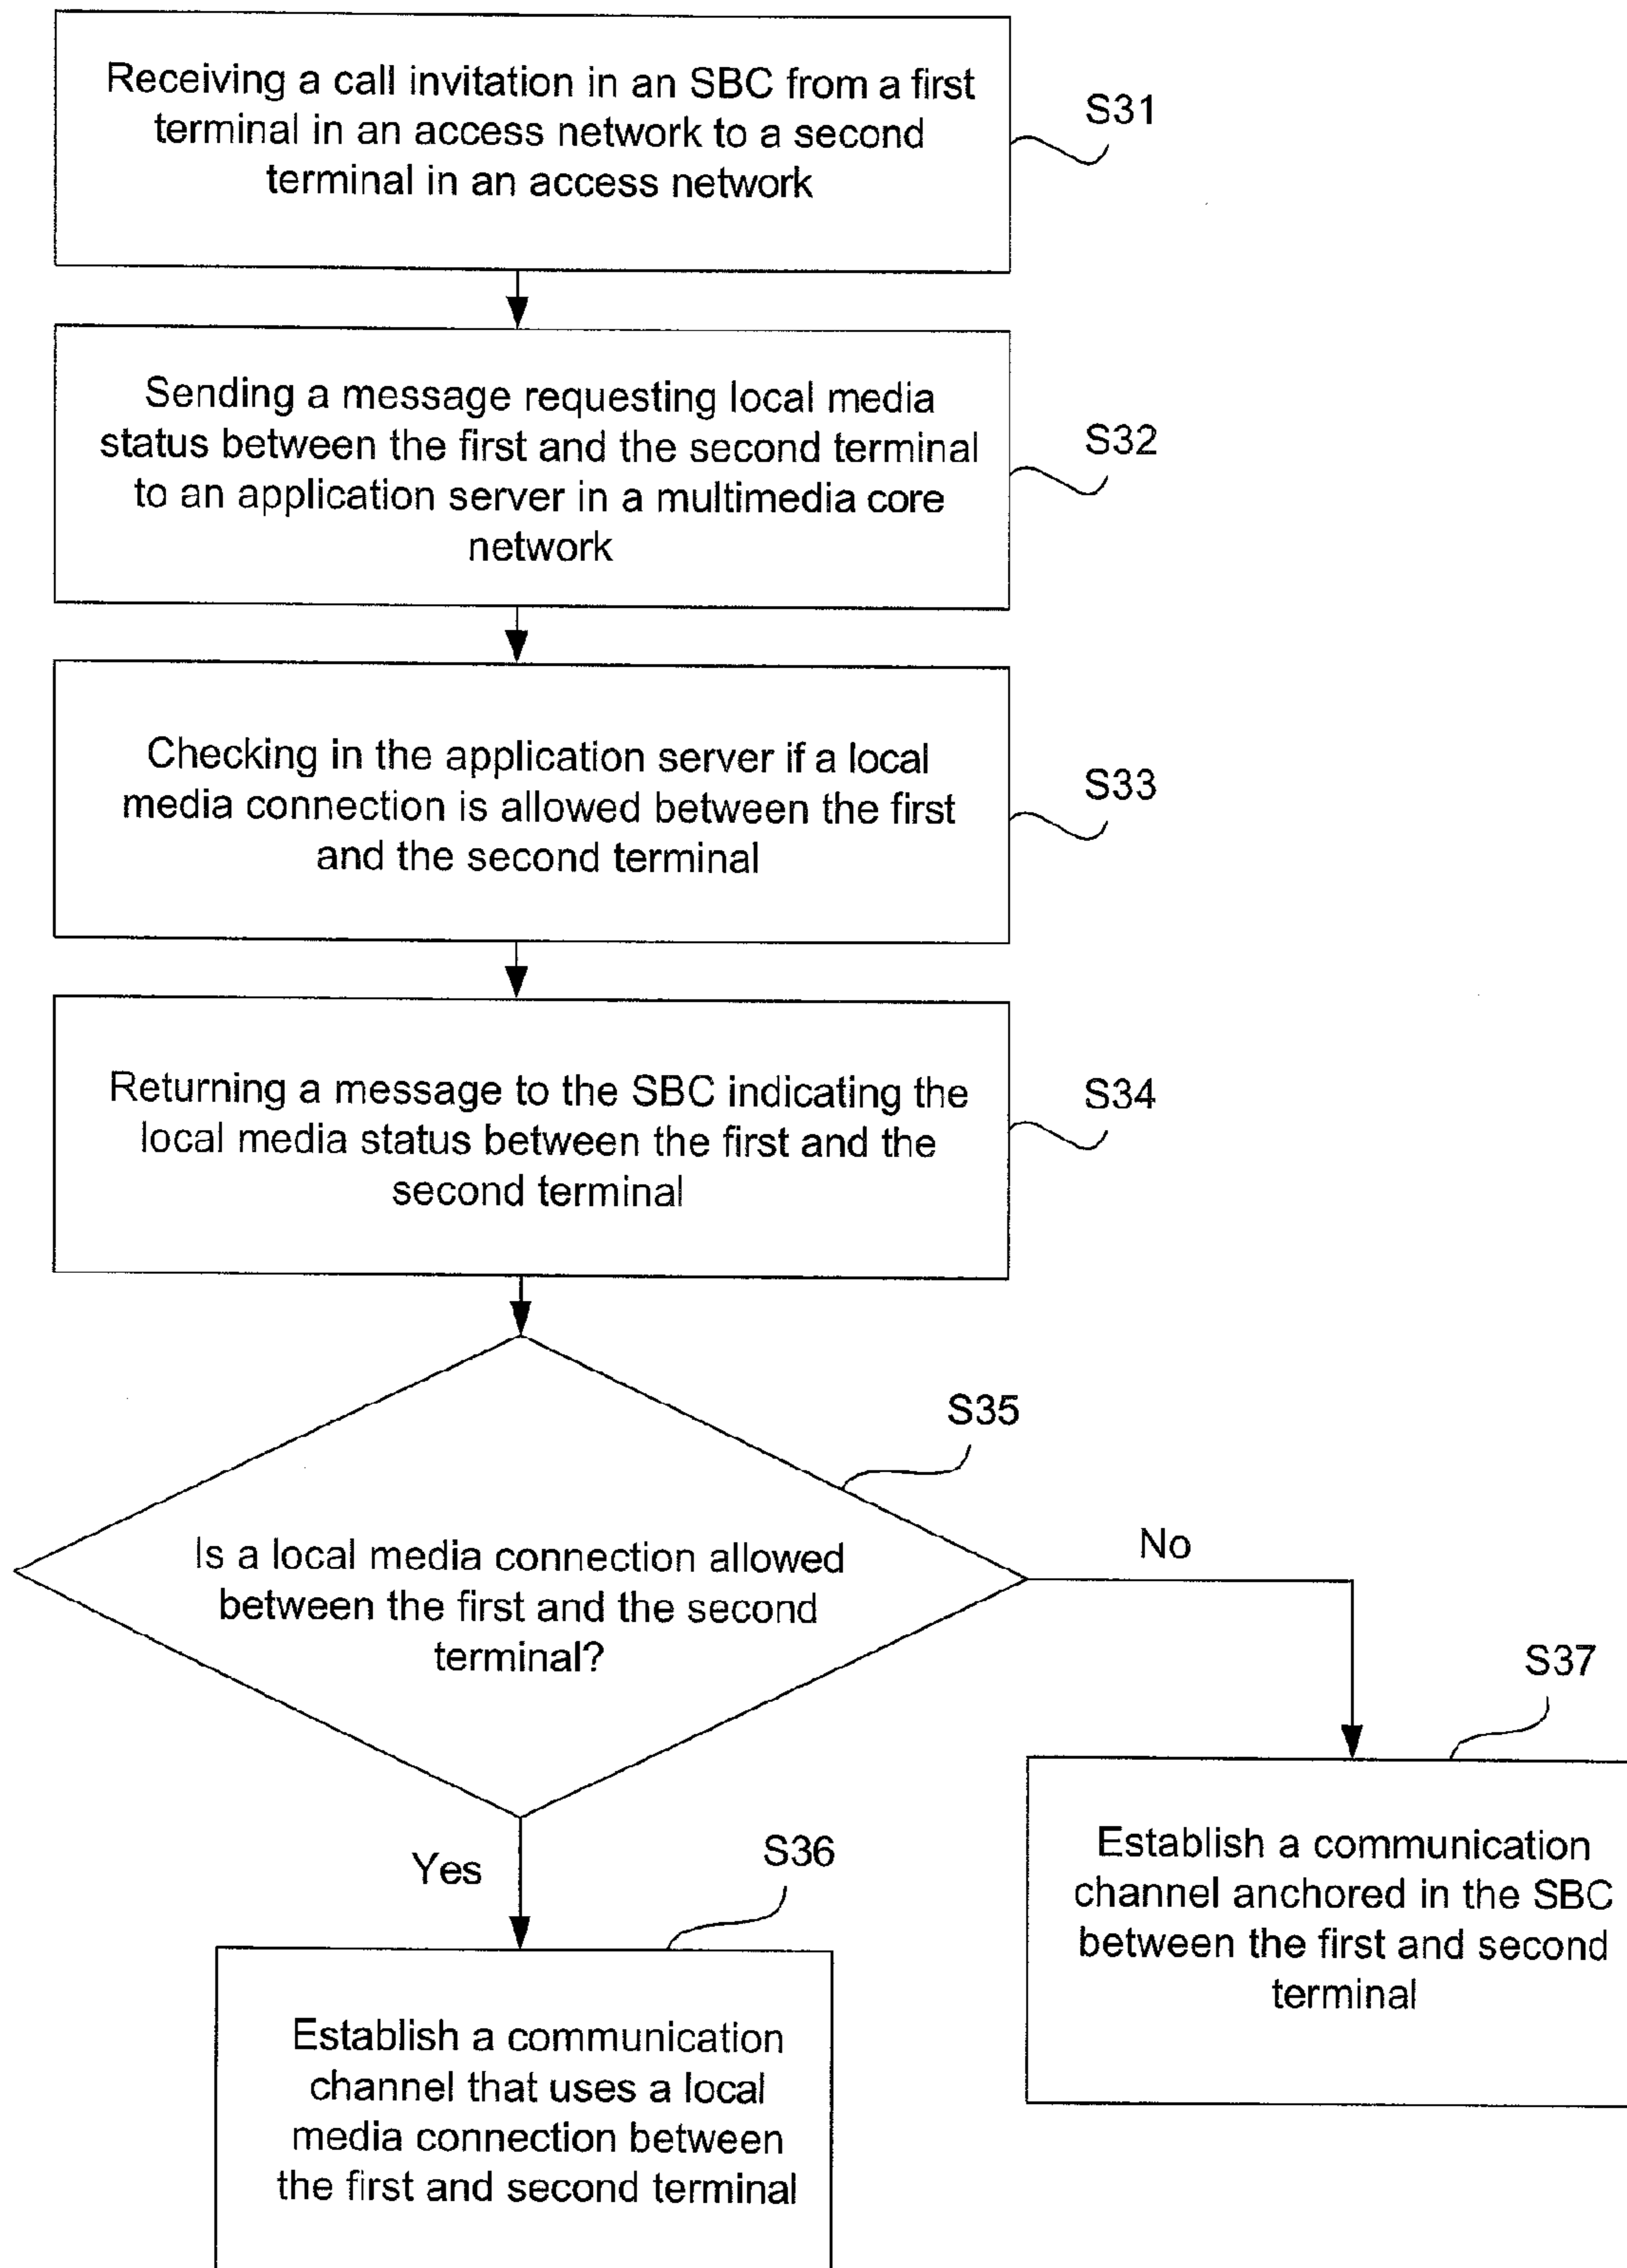 Receiving a call invitation in an SBC from a first
terminal in an access network to a second
terminal in an access network
S31
Sending a message requesting local media
status between the first and the second terminal
to an application server in a multimedia core
network
S32
Checking in the application server if a local
media connection is allowed between the first
and the second terminal
S33
Returning a message to the SBC indicating the
local media status between the first and the
second terminal
S34
S35
Is a local media connection allowed
between the first and the second
terminal?
No
Yes
S36
Establish a communication
channel that uses a local
media connection between
the first and second terminal
S37
Establish a communication
channel anchored in the SBC
between the first and second
terminal